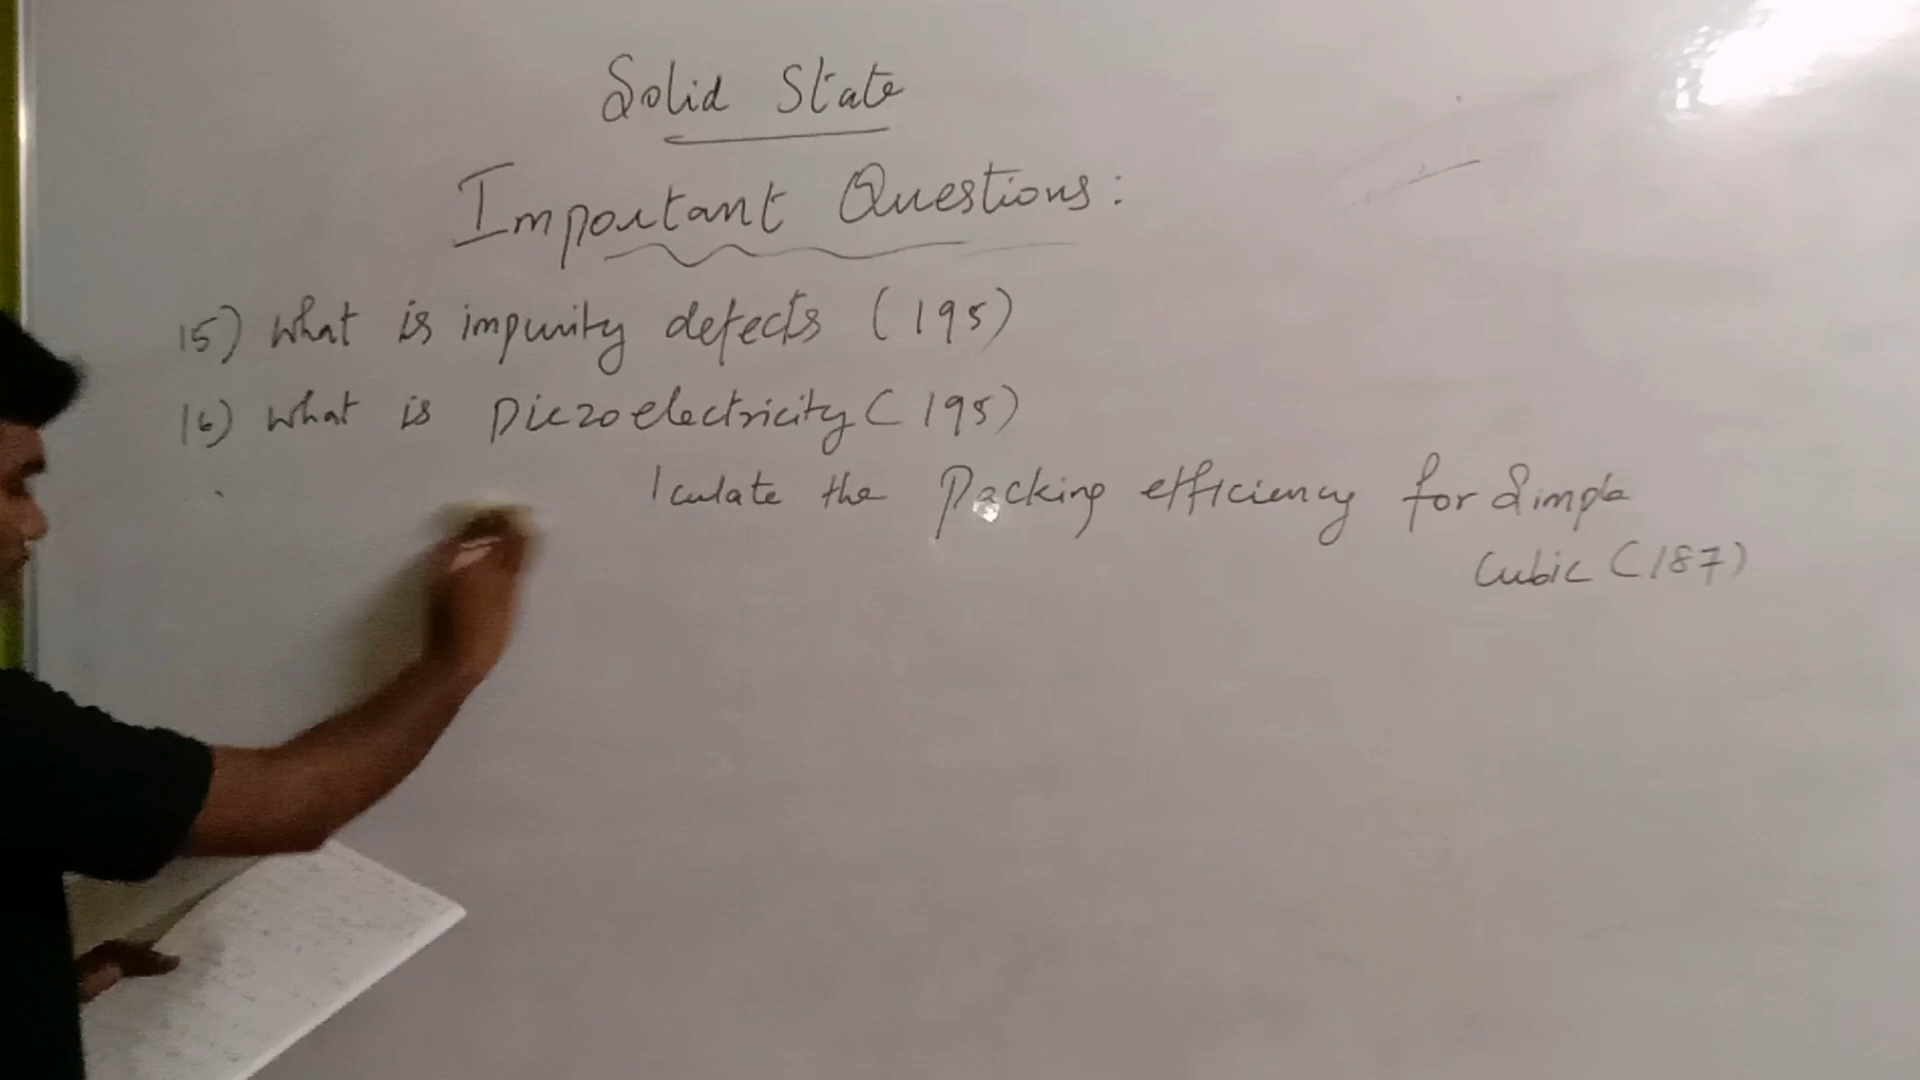 Solid State
Important Questions:
15) What is impurity defects (195)
16) What is Piezoelectricity (195)
lculate the Packing efficiency for Simple
Cubic (187)